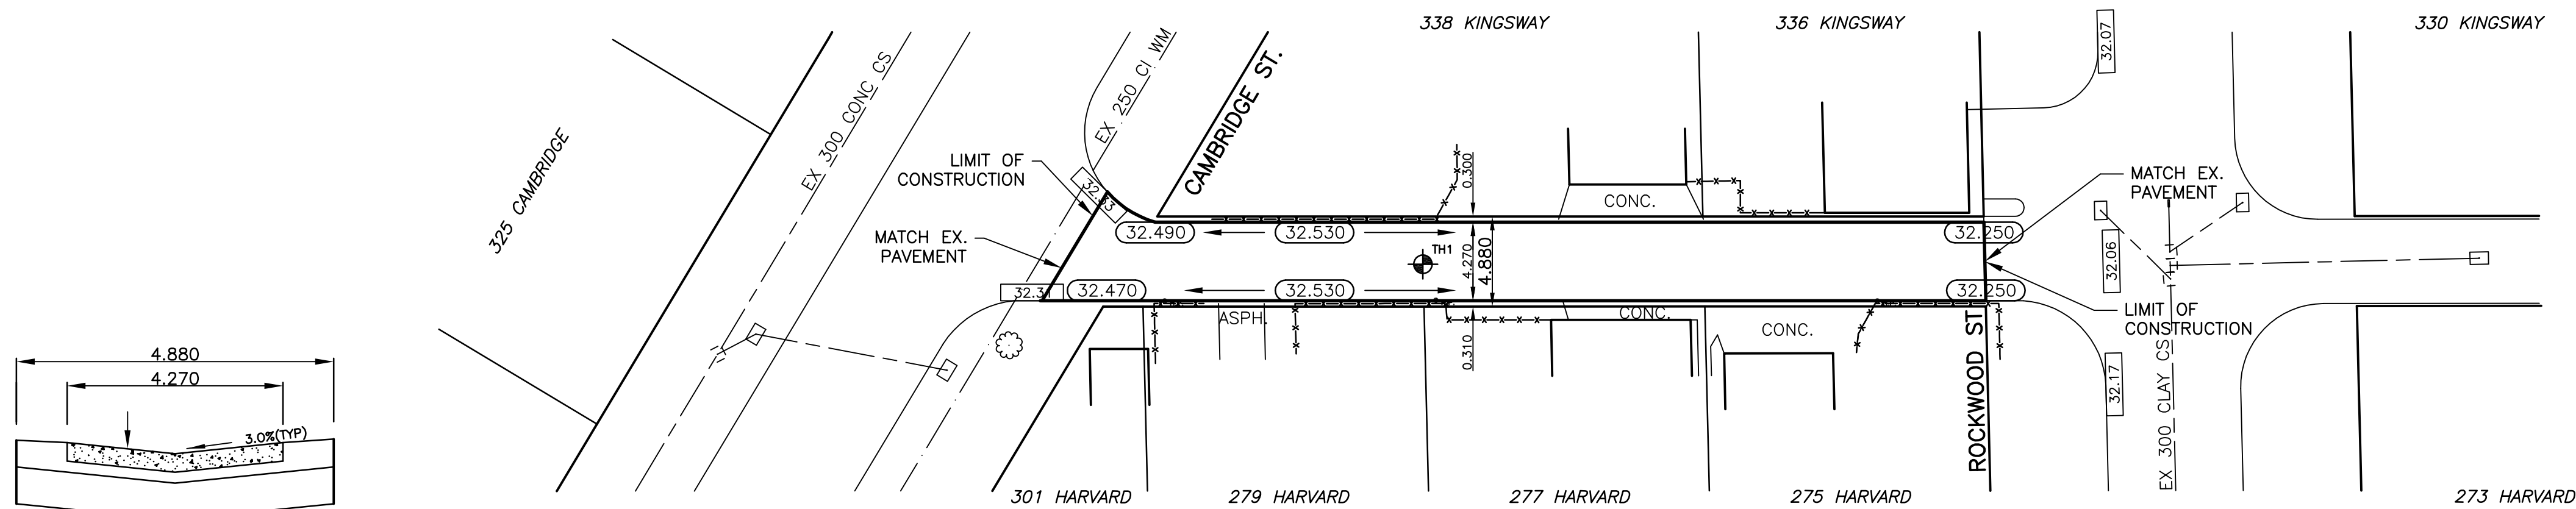 338 KINGSWAY
336 KINGSWAY
330 KINGSWAY
32.07
EX 300 CONC CS
EX 250 CI WM
CAMBRIDGE ST.
325 CAMBRIDGE
LIMIT OF
CONSTRUCTION
32.53
0.300
CONC.
MATCH EX.
PAVEMENT
MATCH EX.
PAVEMENT
32.490
32.530
32.250
TH1
4.270
4.880
32.06
32.31
32.470
32.530
32.250
ASPH.
CONC.
CONC.
0.310
LIMIT OF
CONSTRUCTION
ROCKWOOD ST
EX 300 CLAY CS
32.17
4.880
4.270
3.0%(TYP)
301 HARVARD
279 HARVARD
277 HARVARD
275 HARVARD
273 HARVARD